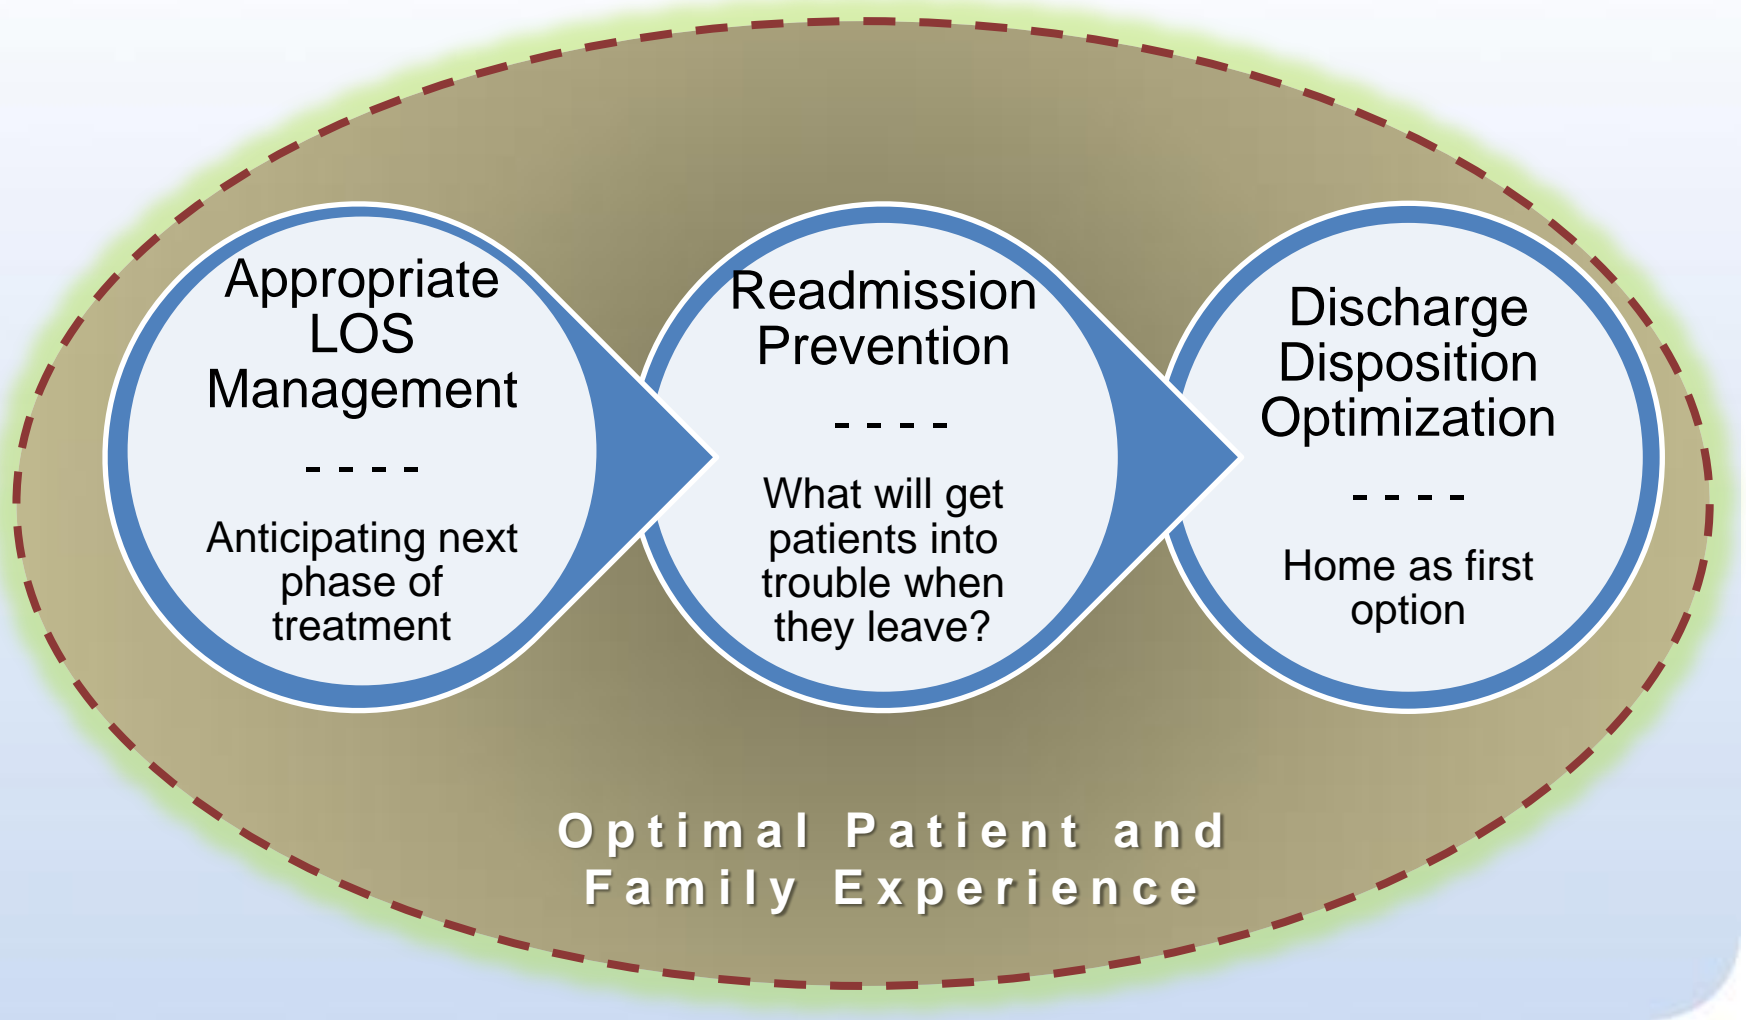 Appropriate
LOS
Management
- - - -
Anticipating next
phase of
treatment
Readmission
Prevention
- - - -
What will get
patients into
trouble when
they leave?
Discharge
Disposition
Optimization
- - - -
Home as first
option
Optimal Patient and
Family Experience